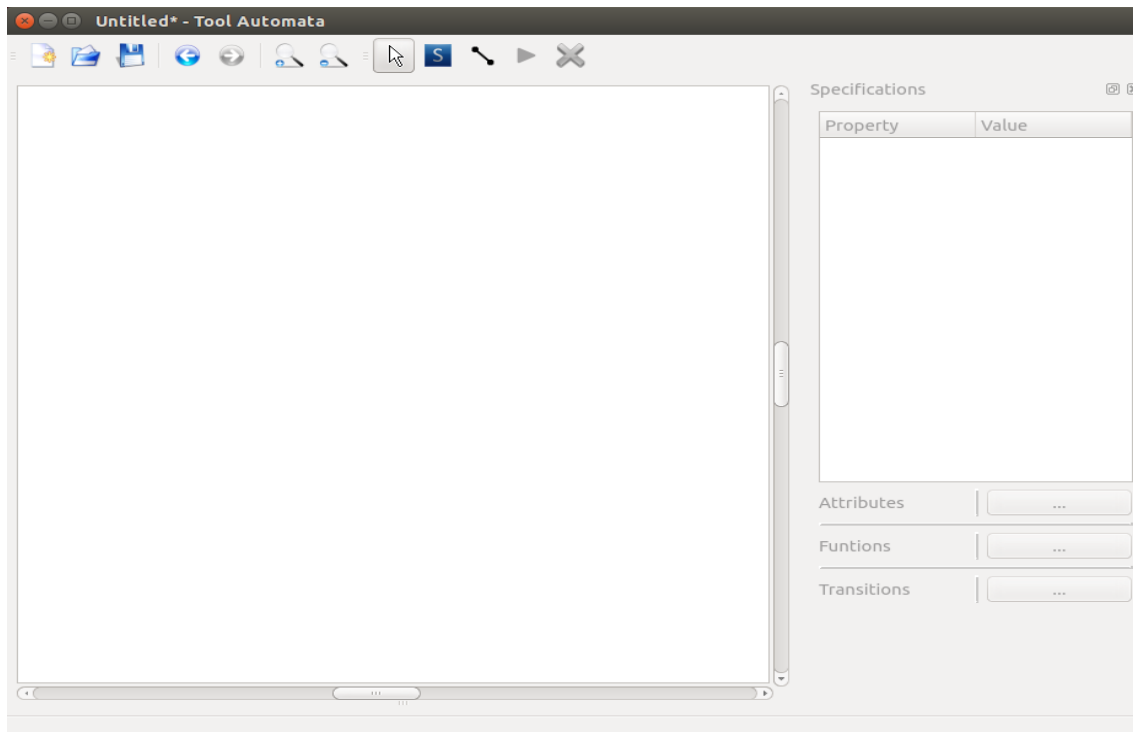 Untitled* - Tool Automata
S
Specifications
Property Value
Attributes ...
Funtions ...
Transitions ...